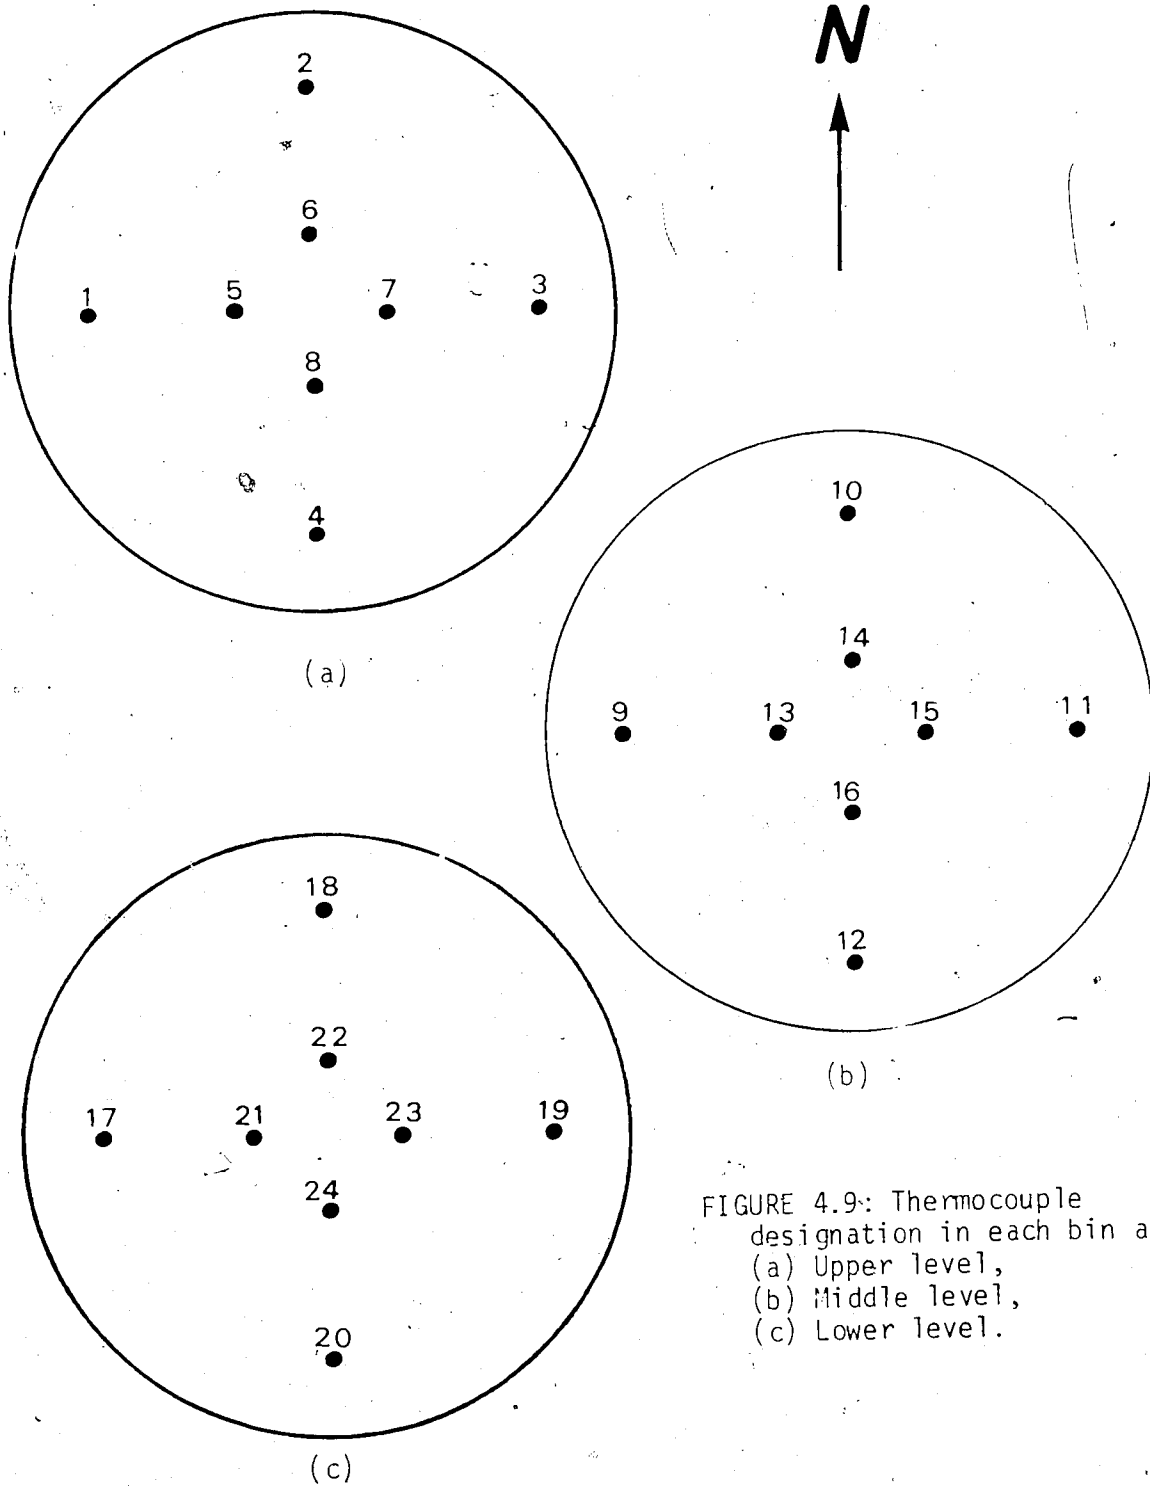 N
2
6
1
5
7
3
8
4
(a)
10
14
9
13
15
11
16
12
(b)
18
22
17
21
23
19
24
20
(c)
FIGURE 4.9: Thermocouple
designation in each bin a
(a) Upper level,
(b) Middle level,
(c) Lower level.